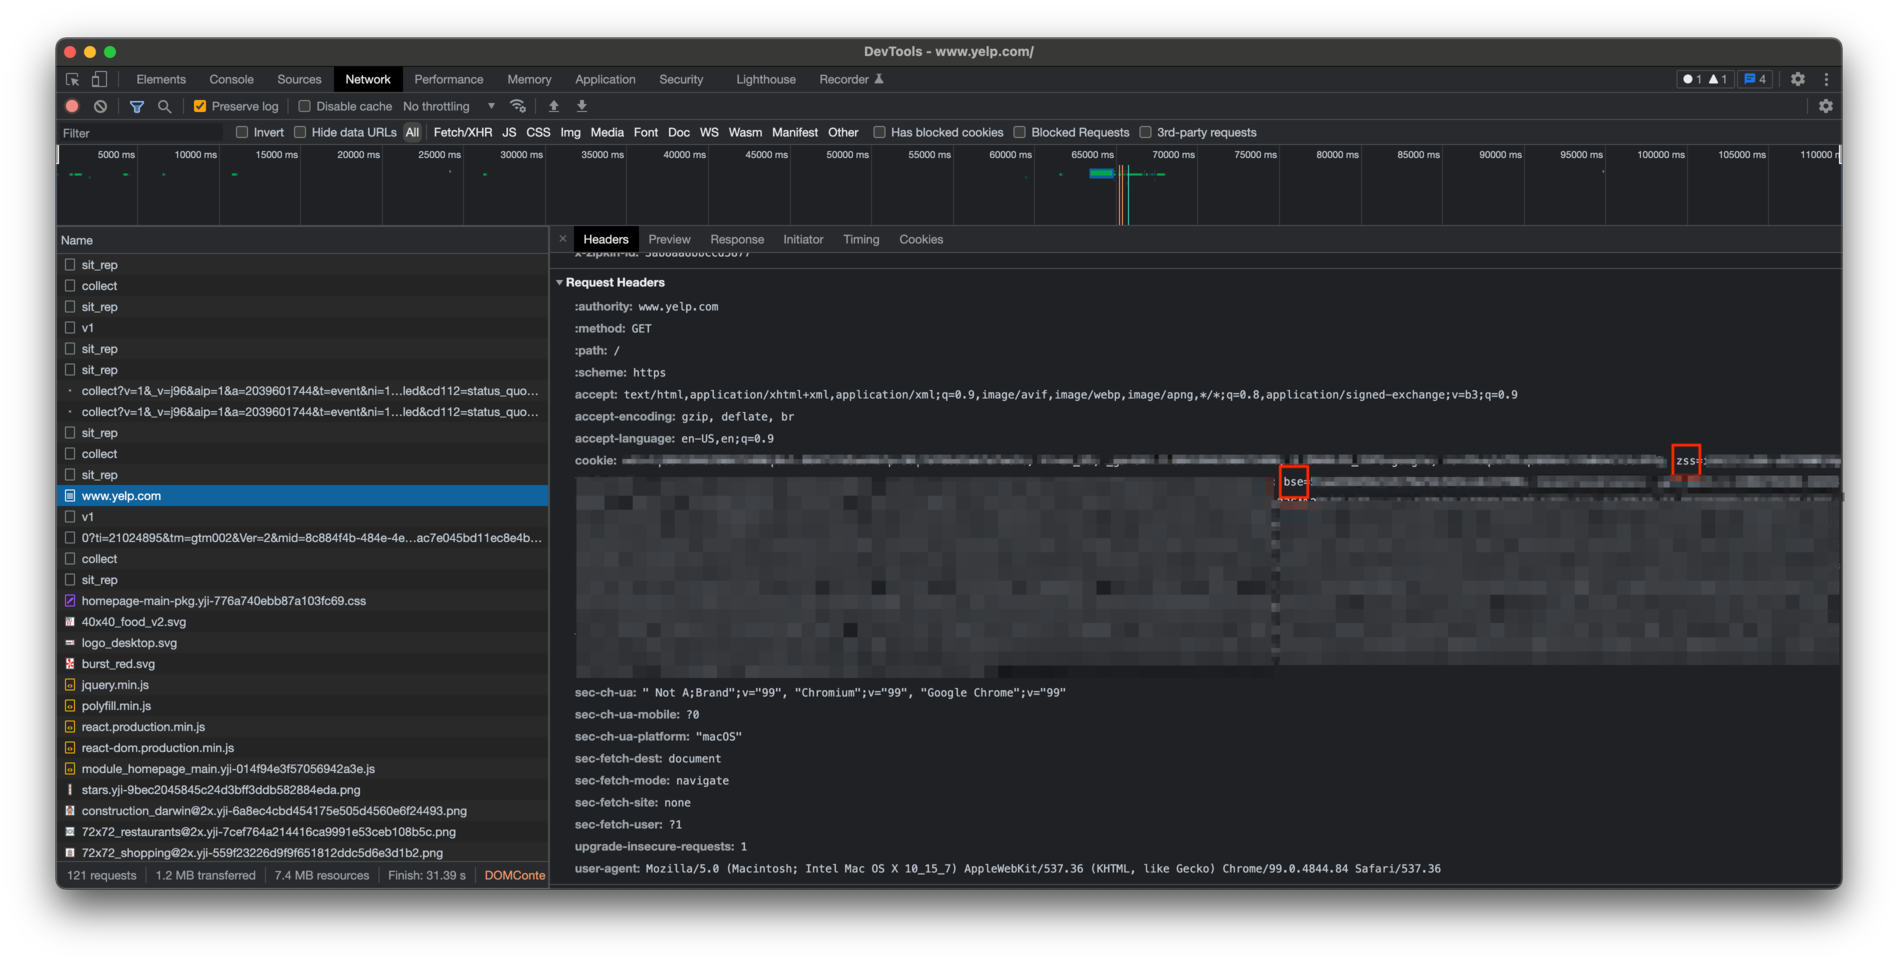 DevTools - www.yelp.com/
Elements Console Sources Network Performance Memory Application Security Lighthouse Recorder 1 1 4
Preserve log Disable cache No throttling
Filter Invert Hide data URLs All Fetch/XHR JS CSS Img Media Font Doc WS Wasm Manifest Other Has blocked cookies Blocked Requests 3rd-party requests
5000 ms 10000 ms 15000 ms 20000 ms 25000 ms 30000 ms 35000 ms 40000 ms 45000 ms 50000 ms 55000 ms 60000 ms 65000 ms 70000 ms 75000 ms 80000 ms 85000 ms 90000 ms 95000 ms 100000 ms 105000 ms 110000
Name
sit_rep
collect
sit_rep
v1
sit_rep
sit_rep
collect?v=1&_v=j96&aip=1&a=2039601744&t=event&ni=1…led&cd112=status_quo…
collect?v=1&_v=j96&aip=1&a=2039601744&t=event&ni=1…led&cd112=status_quo…
sit_rep
collect
sit_rep
www.yelp.com
v1
0?ti=21024895&tm=gtm002&Ver=2&mid=8c884f4b-484e-4e…ac7e045bd11ec8e4b…
collect
sit_rep
homepage-main-pkg.yji-776a740ebb87a103fc69.css
40x40_food_v2.svg
logo_desktop.svg
burst_red.svg
jquery.min.js
polyfill.min.js
react.production.min.js
react-dom.production.min.js
module_homepage_main.yji-014f94e3f57056942a3e.js
stars.yji-9bec2045845c24d3bff3ddb582884eda.png
construction_darwin@2x.yji-6a8ec4cbd454175e505d4560e6f24493.png
72x72_restaurants@2x.yji-7cef764a214416ca9991e53ceb108b5c.png
72x72_shopping@2x.yji-559f23226d9f9f651812ddc5d6e3d1b2.png
121 requests 1.2 MB transferred 7.4 MB resources Finish: 31.39 s DOMConte
Headers Preview Response Initiator Timing Cookies
Request Headers
:authority: www.yelp.com
:method: GET
:path: /
:scheme: https
accept: text/html,application/xhtml+xml,application/xml;q=0.9,image/avif,image/webp,image/apng,*/*;q=0.8,application/signed-exchange;v=b3;q=0.9
accept-encoding: gzip, deflate, br
accept-language: en-US,en;q=0.9
cookie: zss=
bse=
sec-ch-ua: " Not A;Brand";v="99", "Chromium";v="99", "Google Chrome";v="99"
sec-ch-ua-mobile: ?0
sec-ch-ua-platform: "macOS"
sec-fetch-dest: document
sec-fetch-mode: navigate
sec-fetch-site: none
sec-fetch-user: ?1
upgrade-insecure-requests: 1
user-agent: Mozilla/5.0 (Macintosh; Intel Mac OS X 10_15_7) AppleWebKit/537.36 (KHTML, like Gecko) Chrome/99.0.4844.84 Safari/537.36